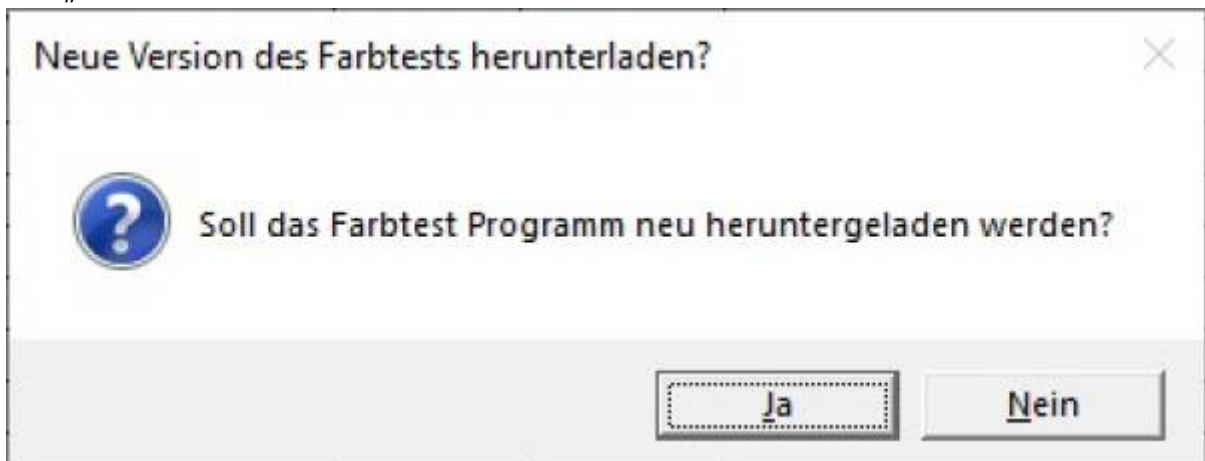 Neue Version des Farbtests herunterladen?
Soll das Farbtest Programm neu heruntergeladen werden?
Ja
Nein